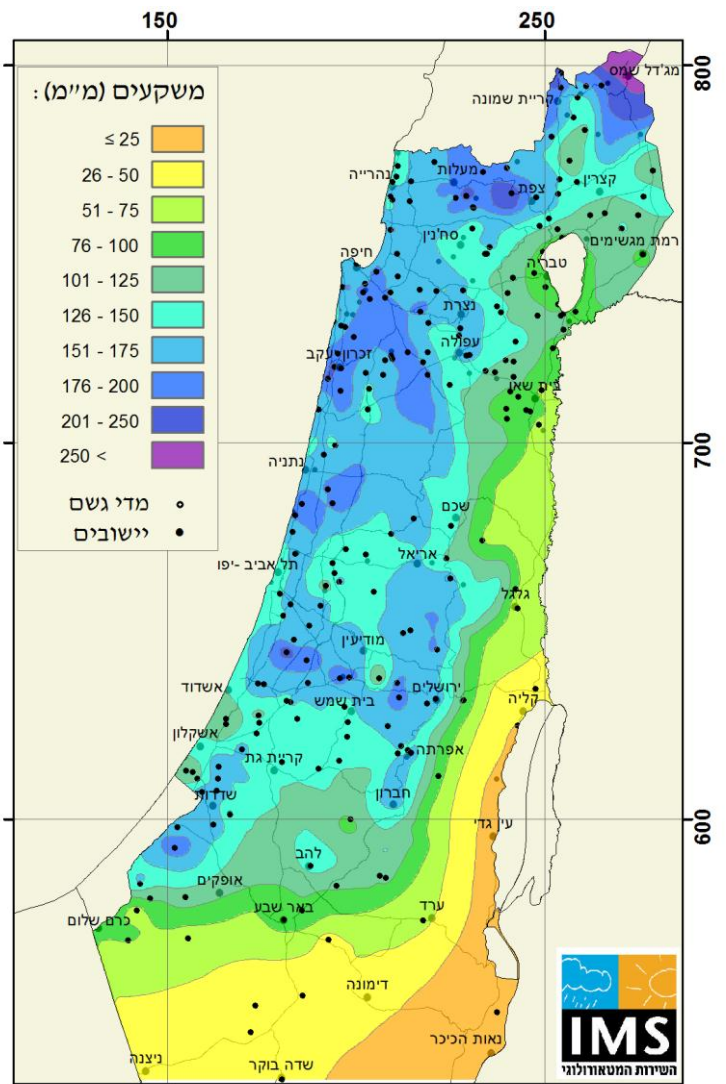 150
250
800
700
600
משקעים (מ״מ):
≤ 25
26 - 50
51 - 75
76 - 100
101 - 125
126 - 150
151 - 175
176 - 200
201 - 250
250 <
מדי גשם
יישובים
מג'דל שמס
קריית שמונה
נהרייה
מעלות
צפת
קצרין
סח'נין
רמת מגשימים
חיפה
טבריה
נצרת
עפולה
זכרון יעקב
בית שאן
נתניה
שכם
תל אביב -יפו
אריאל
גלגל
מודיעין
אשדוד
ירושלים
בית שמש
קליה
אשקלון
אפרתה
קריית גת
חברון
שדרות
עין גדי
להב
אופקים
ערד
באר שבע
כרם שלום
דימונה
נאות הכיכר
ניצנה
שדה בוקר
IMS
השירות המטאורולוגי